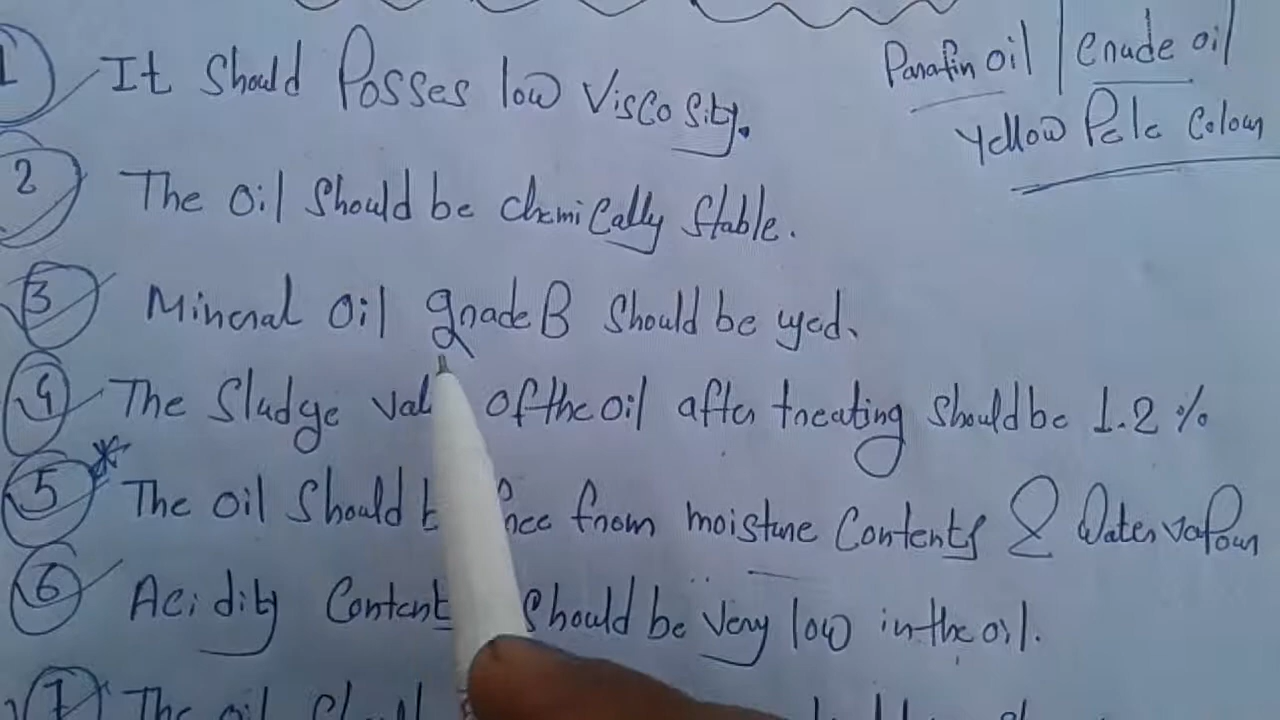 Parafin oil | Crude oil
Yellow Pale Colour
1 It Should Posses low Viscosity.
2 The Oil Should be chemically Stable.
3 Mineral Oil grade B Should be used.
4 The Sludge val of the oil after treating should be 1.2 %
5 * The oil Should free from moisture Contents & Water vapour
6 Acidity Content Should be very low in the oil.
7 The oil